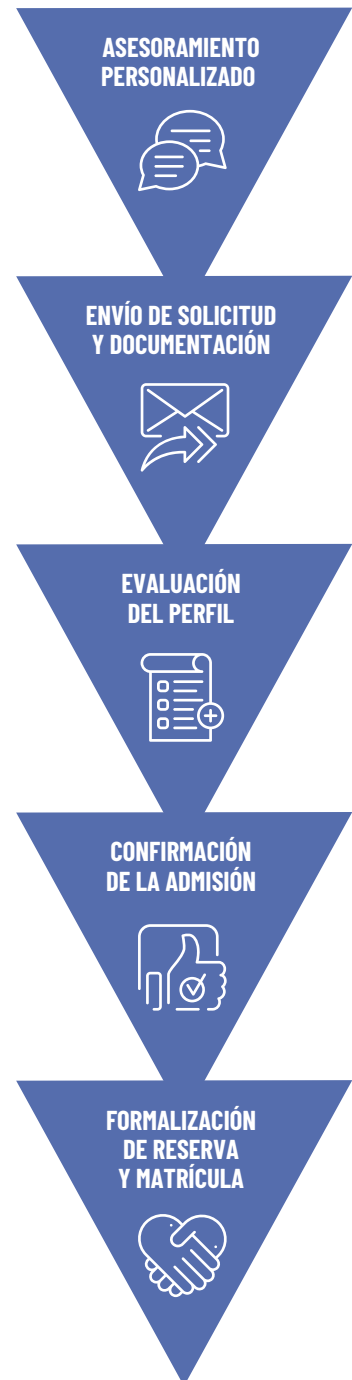 ASESORAMIENTO
PERSONALIZADO
ENVÍO DE SOLICITUD
Y DOCUMENTACIÓN
EVALUACIÓN
DEL PERFIL
CONFIRMACIÓN
DE LA ADMISIÓN
FORMALIZACIÓN
DE RESERVA
Y MATRÍCULA